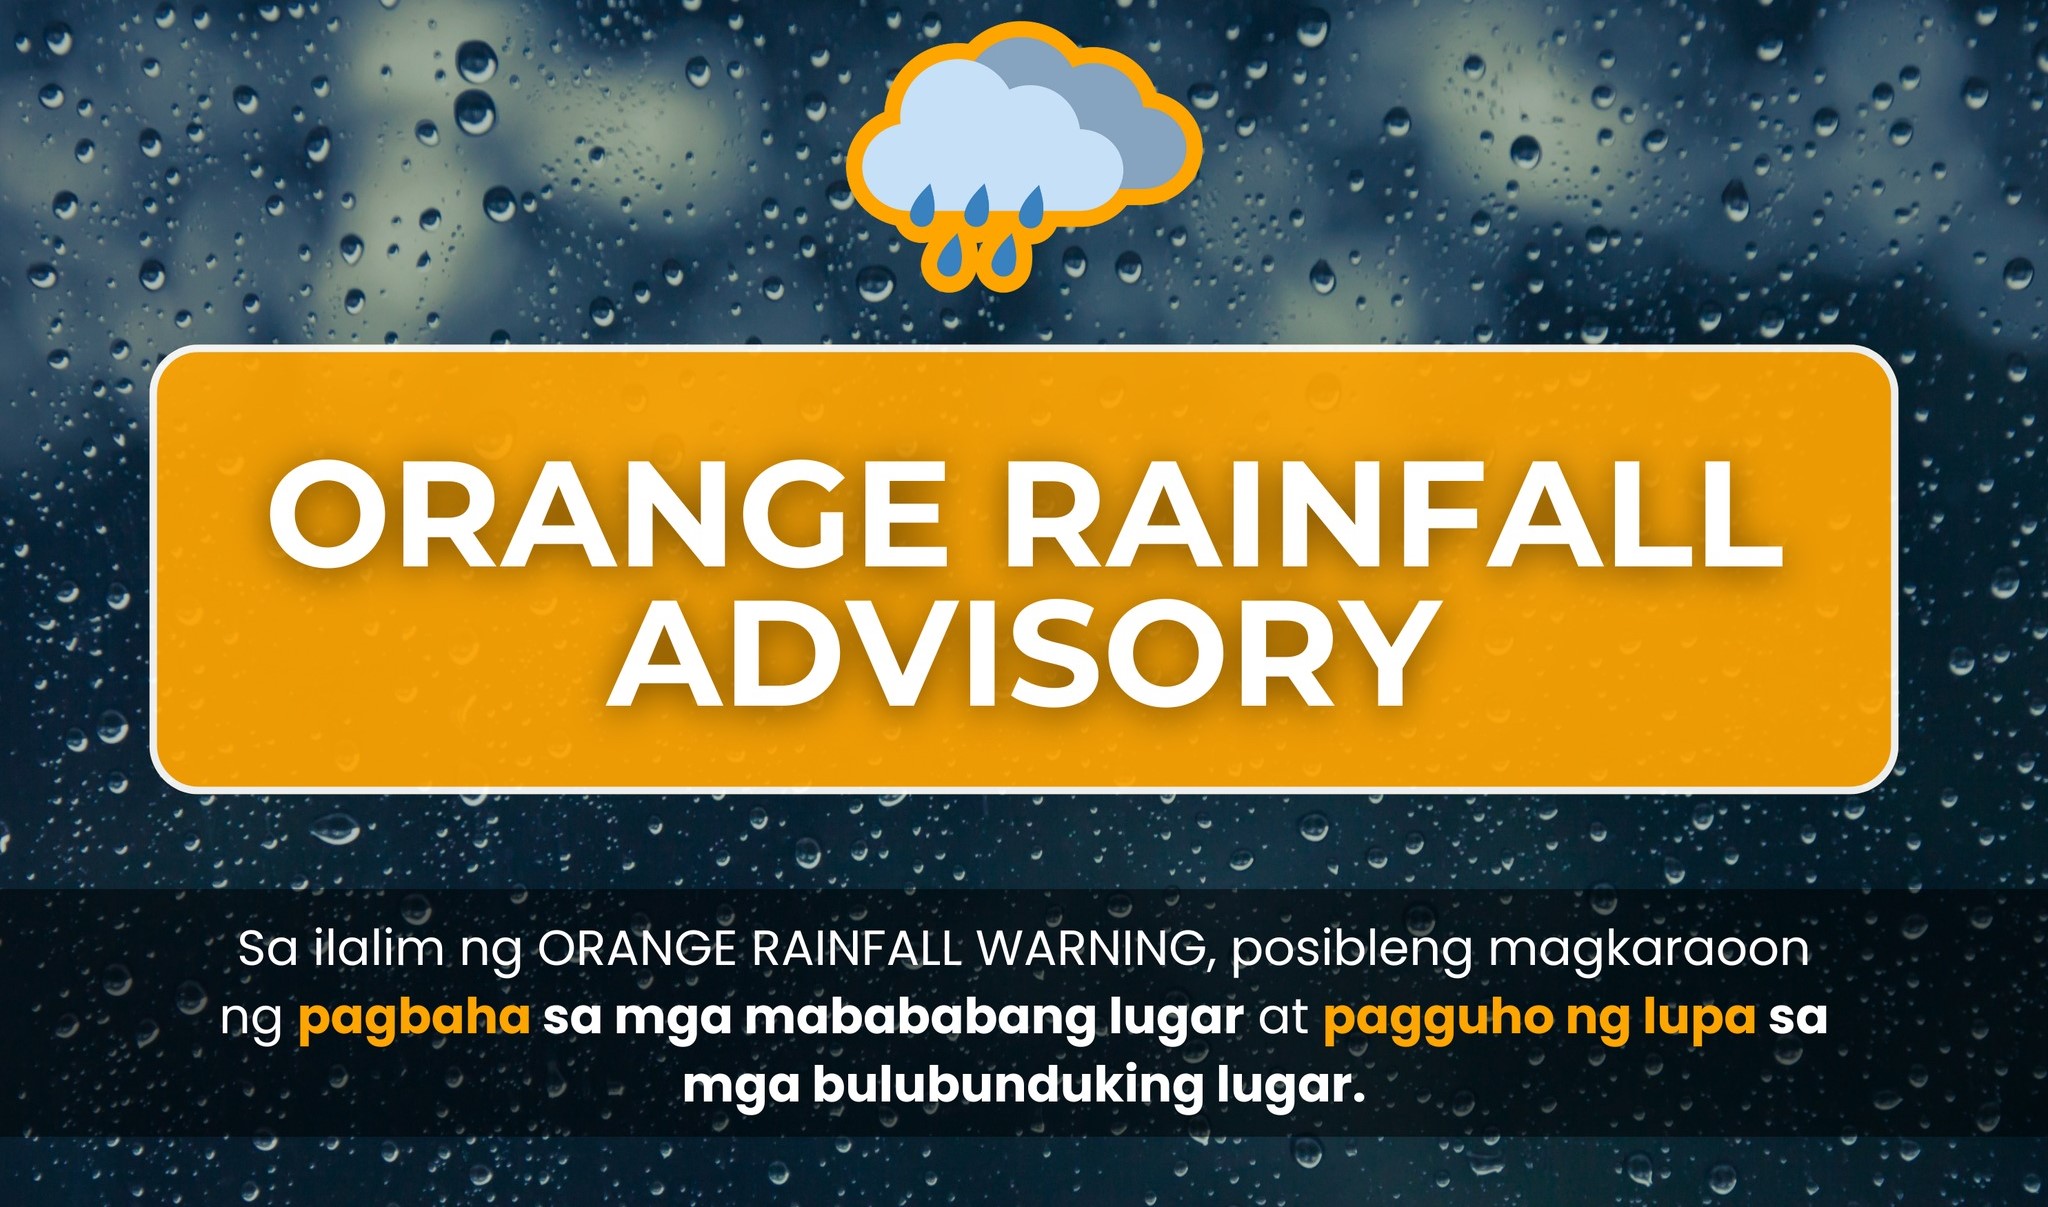 ORANGE RAINFALL
ADVISORY
Sa ilalim ng ORANGE RAINFALL WARNING, posibleng magkaraoon
ng pagbaha sa mga mabababang lugar at pagguho ng lupa sa
mga bulubunduking lugar.